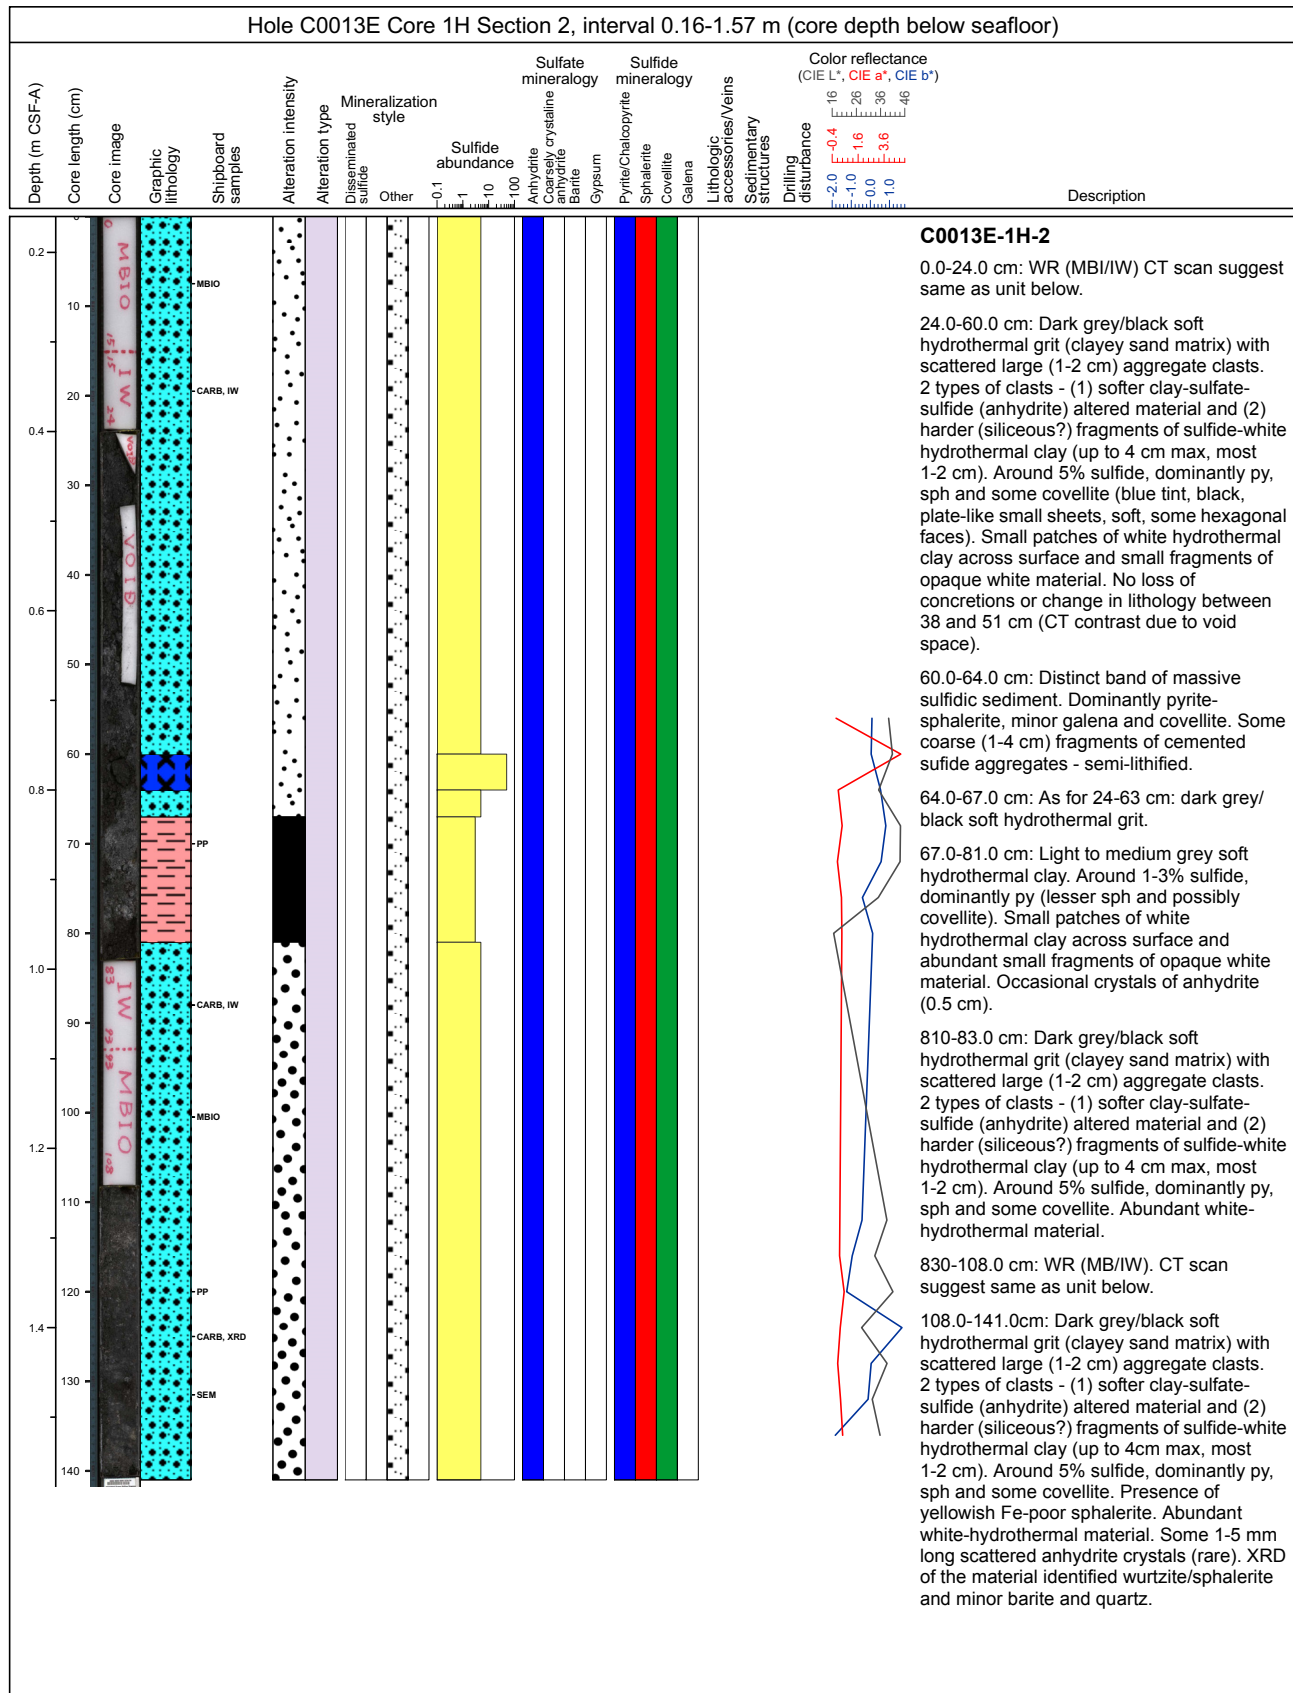 Hole C0013E Core 1H Section 2, interval 0.16-1.57 m (core depth below seafloor)
Depth (m CSF-A)
Core length (cm)
Core image
Graphic
lithology
Shipboard
samples
Alteration intensity
Alteration type
Mineralization
style
Disseminated
sulfide
Other
Sulfide
abundance
0.1
1
10
100
Sulfate
mineralogy
Anhydrite
Coarsely crystaline
anhydrite
Barite
Gypsum
Sulfide
mineralogy
Pyrite/Chalcopyrite
Sphalerite
Covellite
Galena
Lithologic
accessories/Veins
Sedimentary
structures
Drilling
disturbance
Color reflectance
(CIE L*, CIE a*, CIE b*)
16
26
36
46
-0.4
1.6
3.6
-2.0
-1.0
0.0
1.0
Description
0
0.2
10
20
0.4
30
40
0.6
50
60
0.8
70
80
1.0
90
100
1.2
110
120
1.4
130
140
0
MBIO
15
15
IW
24
VOID
VOID
83
IW
93
93
MBIO
108
MBIO
CARB, IW
PP
CARB, IW
MBIO
PP
CARB, XRD
SEM
C0013E-1H-2
0.0-24.0 cm: WR (MBI/IW) CT scan suggest
same as unit below.
24.0-60.0 cm: Dark grey/black soft
hydrothermal grit (clayey sand matrix) with
scattered large (1-2 cm) aggregate clasts.
2 types of clasts - (1) softer clay-sulfate-
sulfide (anhydrite) altered material and (2)
harder (siliceous?) fragments of sulfide-white
hydrothermal clay (up to 4 cm max, most
1-2 cm). Around 5% sulfide, dominantly py,
sph and some covellite (blue tint, black,
plate-like small sheets, soft, some hexagonal
faces). Small patches of white hydrothermal
clay across surface and small fragments of
opaque white material. No loss of
concretions or change in lithology between
38 and 51 cm (CT contrast due to void
space).
60.0-64.0 cm: Distinct band of massive
sulfidic sediment. Dominantly pyrite-
sphalerite, minor galena and covellite. Some
coarse (1-4 cm) fragments of cemented
sufide aggregates - semi-lithified.
64.0-67.0 cm: As for 24-63 cm: dark grey/
black soft hydrothermal grit.
67.0-81.0 cm: Light to medium grey soft
hydrothermal clay. Around 1-3% sulfide,
dominantly py (lesser sph and possibly
covellite). Small patches of white
hydrothermal clay across surface and
abundant small fragments of opaque white
material. Occasional crystals of anhydrite
(0.5 cm).
810-83.0 cm: Dark grey/black soft
hydrothermal grit (clayey sand matrix) with
scattered large (1-2 cm) aggregate clasts.
2 types of clasts - (1) softer clay-sulfate-
sulfide (anhydrite) altered material and (2)
harder (siliceous?) fragments of sulfide-white
hydrothermal clay (up to 4 cm max, most
1-2 cm). Around 5% sulfide, dominantly py,
sph and some covellite. Abundant white-
hydrothermal material.
830-108.0 cm: WR (MB/IW). CT scan
suggest same as unit below.
108.0-141.0cm: Dark grey/black soft
hydrothermal grit (clayey sand matrix) with
scattered large (1-2 cm) aggregate clasts.
2 types of clasts - (1) softer clay-sulfate-
sulfide (anhydrite) altered material and (2)
harder (siliceous?) fragments of sulfide-white
hydrothermal clay (up to 4cm max, most
1-2 cm). Around 5% sulfide, dominantly py,
sph and some covellite. Presence of
yellowish Fe-poor sphalerite. Abundant
white-hydrothermal material. Some 1-5 mm
long scattered anhydrite crystals (rare). XRD
of the material identified wurtzite/sphalerite
and minor barite and quartz.